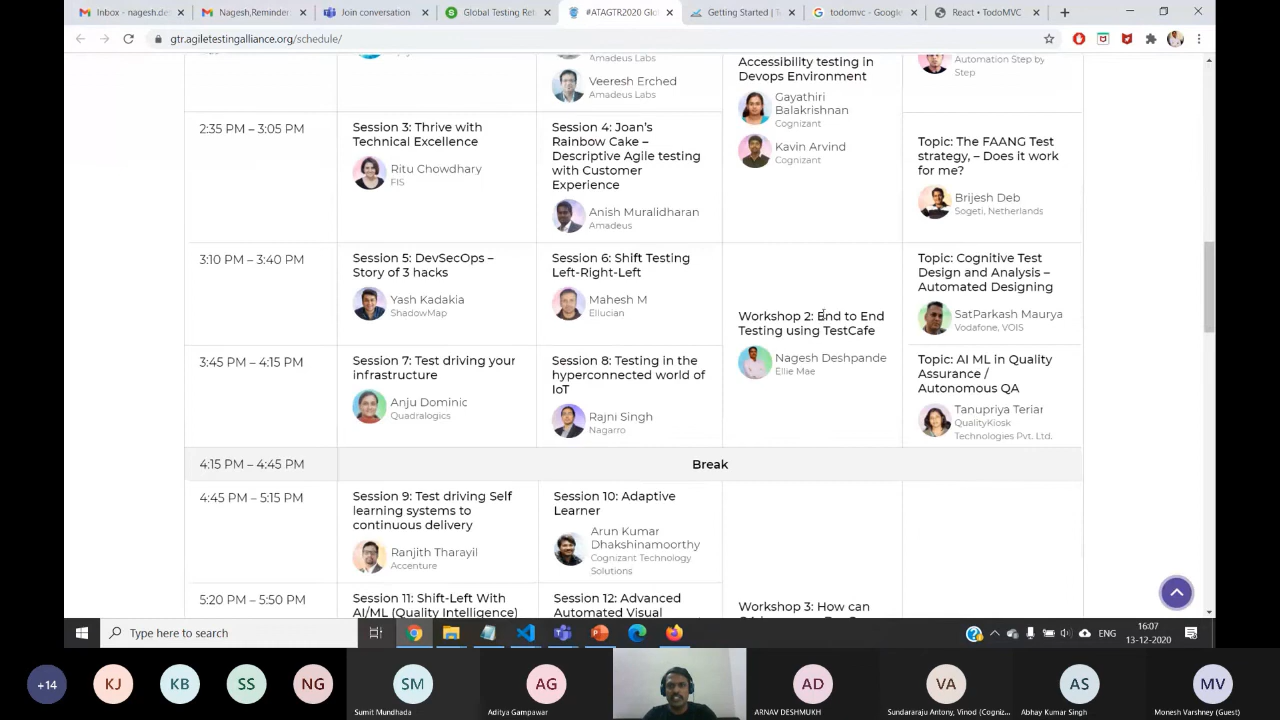 Inbox - nagesh.de
Nagesh,Reminder
Join conversation
Global Testing Ret
#ATAGTR2020 Glo
Getting Started | T
todomvc - Google
React • TodoMVC
gtr.agiletestingalliance.org/schedule/
Amadeus Labs
Veeresh Erched
Amadeus Labs
Accessibility testing in
Devops Environment
Gayathiri
Balakrishnan
Cognizant
Kavin Arvind
Cognizant
Automation Step by
Step
2:35 PM – 3:05 PM
Session 3: Thrive with
Technical Excellence
Ritu Chowdhary
FIS
Session 4: Joan's
Rainbow Cake –
Descriptive Agile testing
with Customer
Experience
Anish Muralidharan
Amadeus
Topic: The FAANG Test
strategy, – Does it work
for me?
Brijesh Deb
Sogeti, Netherlands
3:10 PM – 3:40 PM
Session 5: DevSecOps –
Story of 3 hacks
Yash Kadakia
ShadowMap
Session 6: Shift Testing
Left-Right-Left
Mahesh M
Ellucian
Workshop 2: End to End
Testing using TestCafe
Nagesh Deshpande
Ellie Mae
Topic: Cognitive Test
Design and Analysis –
Automated Designing
SatParkash Maurya
Vodafone, VOIS
3:45 PM – 4:15 PM
Session 7: Test driving your
infrastructure
Anju Dominic
Quadralogics
Session 8: Testing in the
hyperconnected world of
IoT
Rajni Singh
Nagarro
Topic: AI ML in Quality
Assurance /
Autonomous QA
Tanupriya Teriar
QualityKiosk
Technologies Pvt. Ltd.
4:15 PM – 4:45 PM
Break
4:45 PM – 5:15 PM
Session 9: Test driving Self
learning systems to
continuous delivery
Ranjith Tharayil
Accenture
Session 10: Adaptive
Learner
Arun Kumar
Dhakshinamoorthy
Cognizant Technology
Solutions
5:20 PM – 5:50 PM
Session 11: Shift-Left With
AI/ML (Quality Intelligence)
Session 12: Advanced
Automated Visual
Workshop 3: How can
Type here to search
ENG
16:07
13-12-2020
+14
KJ
KB
SS
NG
SM
Sumit Mundhada
AG
Aditya Gampawar
AD
ARNAV DESHMUKH
VA
Sundararaju Antony, Vinod (Cogniz...
AS
Abhay Kumar Singh
MV
Monesh Varshney (Guest)